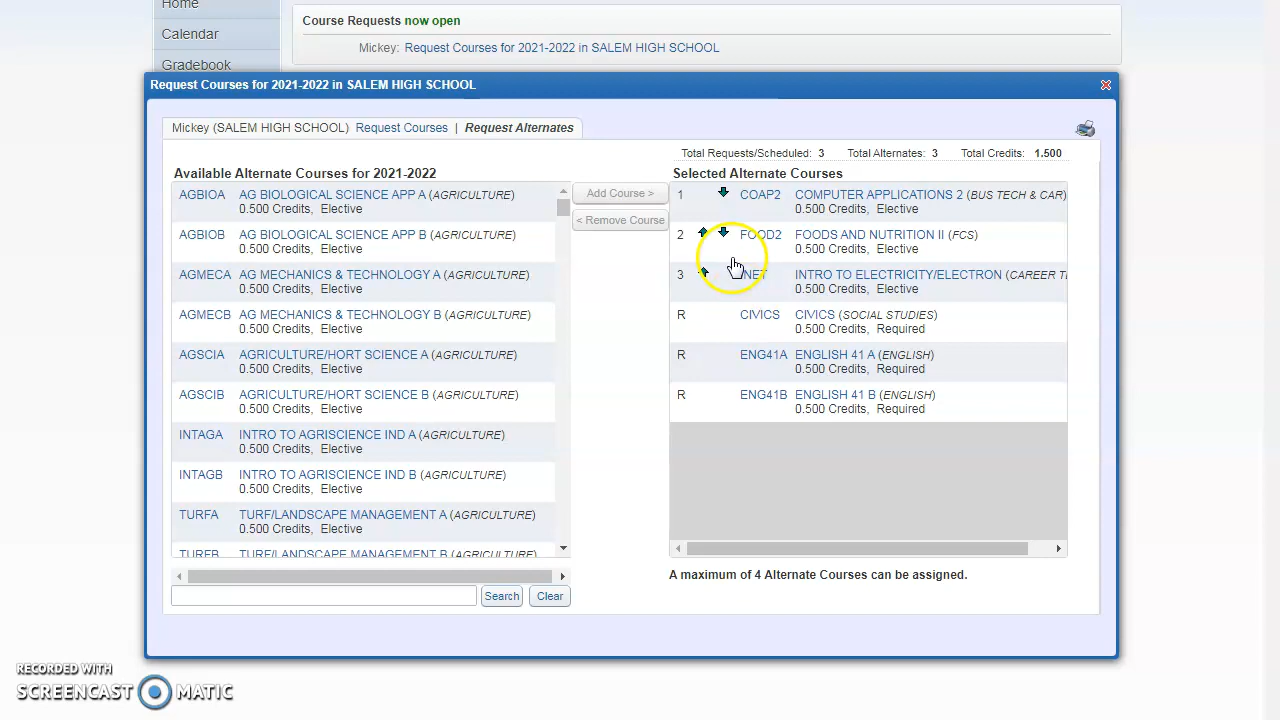 Home
Course Requests now open
Calendar
Mickey: Request Courses for 2021-2022 in SALEM HIGH SCHOOL
Gradebook
Request Courses for 2021-2022 in SALEM HIGH SCHOOL
Mickey (SALEM HIGH SCHOOL) Request Courses | Request Alternates
Total Requests/Scheduled: 3 Total Alternates: 3 Total Credits: 1.500
Available Alternate Courses for 2021-2022
AGBIOA AG BIOLOGICAL SCIENCE APP A (AGRICULTURE)
0.500 Credits, Elective
AGBIOB AG BIOLOGICAL SCIENCE APP B (AGRICULTURE)
0.500 Credits, Elective
AGMECA AG MECHANICS & TECHNOLOGY A (AGRICULTURE)
0.500 Credits, Elective
AGMECB AG MECHANICS & TECHNOLOGY B (AGRICULTURE)
0.500 Credits, Elective
AGSCIA AGRICULTURE/HORT SCIENCE A (AGRICULTURE)
0.500 Credits, Elective
AGSCIB AGRICULTURE/HORT SCIENCE B (AGRICULTURE)
0.500 Credits, Elective
INTAGA INTRO TO AGRISCIENCE IND A (AGRICULTURE)
0.500 Credits, Elective
INTAGB INTRO TO AGRISCIENCE IND B (AGRICULTURE)
0.500 Credits, Elective
TURFA TURF/LANDSCAPE MANAGEMENT A (AGRICULTURE)
0.500 Credits, Elective
TURFB TURF/LANDSCAPE MANAGEMENT B (AGRICULTURE)
Search Clear
Add Course >
< Remove Course
Selected Alternate Courses
1 COAP2 COMPUTER APPLICATIONS 2 (BUS TECH & CAR)
0.500 Credits, Elective
2 FOOD2 FOODS AND NUTRITION II (FCS)
0.500 Credits, Elective
3 INTRO TO ELECTRICITY/ELECTRON (CAREER
0.500 Credits, Elective
R CIVICS CIVICS (SOCIAL STUDIES)
0.500 Credits, Required
R ENG41A ENGLISH 41 A (ENGLISH)
0.500 Credits, Required
R ENG41B ENGLISH 41 B (ENGLISH)
0.500 Credits, Required
A maximum of 4 Alternate Courses can be assigned.
RECORDED WITH
SCREENCAST MATIC